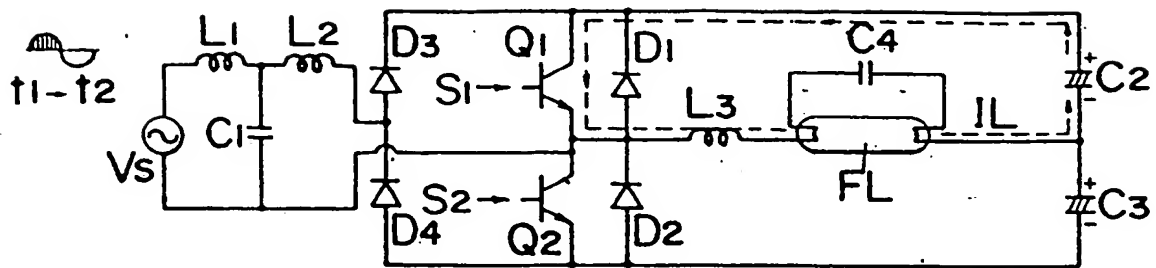 L1 L2 D3 Q1 D1 C4
t1→t2 S1 L3 IL C2
Vs C1
S2 FL
D4 Q2 D2 C3
+
-
+
-